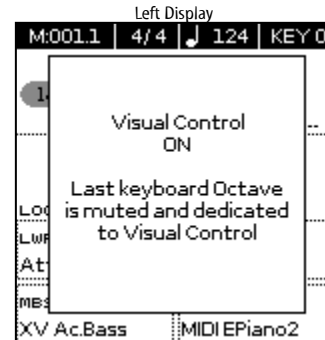 Left Display
M:001.1 4/4 ♩ 124 KEY 0
Visual Control
ON
Last keyboard Octave
is muted and dedicated
to Visual Control
XV Ac.Bass MIDI EPiano2